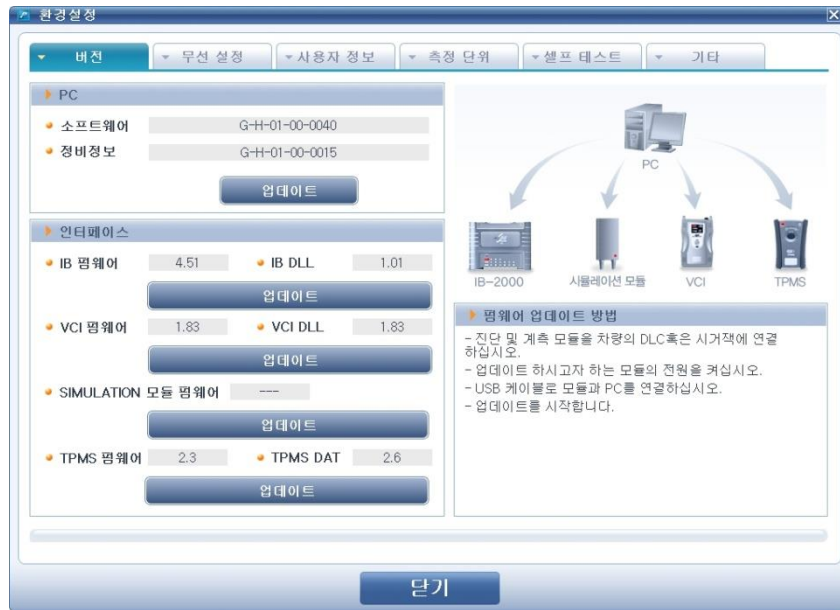 환경설정
버전
무선 설정
사용자 정보
측정 단위
셀프 테스트
기타
PC
소프트웨어 G-H-01-00-0040
정비정보 G-H-01-00-0015
업데이트
인터페이스
IB 펌웨어 4.51 IB DLL 1.01
업데이트
VCI 펌웨어 1.83 VCI DLL 1.83
업데이트
SIMULATION 모듈 펌웨어 ---
업데이트
TPMS 펌웨어 2.3 TPMS DAT 2.6
업데이트
PC
IB-2000
시뮬레이션 모듈
VCI
TPMS
펌웨어 업데이트 방법
- 진단 및 계측 모듈을 차량의 DLC혹은 시거잭에 연결
하십시오.
- 업데이트 하시고자 하는 모듈의 전원을 켜십시오.
- USB 케이블로 모듈과 PC를 연결하십시오.
- 업데이트를 시작합니다.
닫기